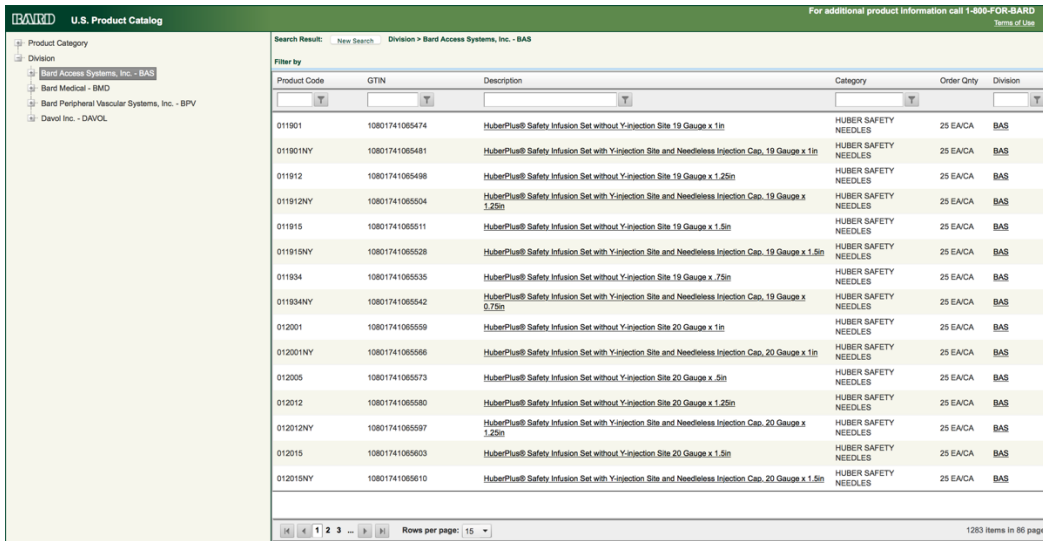 BARD U.S. Product Catalog
For additional product information call 1-800-FOR-BARD
Terms of Use
Product Category
Division
Bard Access Systems, Inc. - BAS
Bard Medical - BMD
Bard Peripheral Vascular Systems, Inc. - BPV
Davol Inc. - DAVOL
Search Result: New Search Division > Bard Access Systems, Inc. - BAS
Filter by
Product Code GTIN Description Category Order Qnty Division
011901 10801741065474 HuberPlus® Safety Infusion Set without Y-injection Site 19 Gauge x 1in HUBER SAFETY NEEDLES 25 EA/CA BAS
011901NY 10801741065481 HuberPlus® Safety Infusion Set with Y-injection Site and Needleless Injection Cap, 19 Gauge x 1in HUBER SAFETY NEEDLES 25 EA/CA BAS
011912 10801741065498 HuberPlus® Safety Infusion Set without Y-injection Site 19 Gauge x 1.25in HUBER SAFETY NEEDLES 25 EA/CA BAS
011912NY 10801741065504 HuberPlus® Safety Infusion Set with Y-injection Site and Needleless Injection Cap, 19 Gauge x 1.25in HUBER SAFETY NEEDLES 25 EA/CA BAS
011915 10801741065511 HuberPlus® Safety Infusion Set without Y-injection Site 19 Gauge x 1.5in HUBER SAFETY NEEDLES 25 EA/CA BAS
011915NY 10801741065528 HuberPlus® Safety Infusion Set with Y-injection Site and Needleless Injection Cap, 19 Gauge x 1.5in HUBER SAFETY NEEDLES 25 EA/CA BAS
011934 10801741065535 HuberPlus® Safety Infusion Set without Y-injection Site 19 Gauge x .75in HUBER SAFETY NEEDLES 25 EA/CA BAS
011934NY 10801741065542 HuberPlus® Safety Infusion Set with Y-injection Site and Needleless Injection Cap, 19 Gauge x 0.75in HUBER SAFETY NEEDLES 25 EA/CA BAS
012001 10801741065559 HuberPlus® Safety Infusion Set without Y-injection Site 20 Gauge x 1in HUBER SAFETY NEEDLES 25 EA/CA BAS
012001NY 10801741065566 HuberPlus® Safety Infusion Set with Y-injection Site and Needleless Injection Cap, 20 Gauge x 1in HUBER SAFETY NEEDLES 25 EA/CA BAS
012005 10801741065573 HuberPlus® Safety Infusion Set without Y-injection Site 20 Gauge x .5in HUBER SAFETY NEEDLES 25 EA/CA BAS
012012 10801741065580 HuberPlus® Safety Infusion Set without Y-injection Site 20 Gauge x 1.25in HUBER SAFETY NEEDLES 25 EA/CA BAS
012012NY 10801741065597 HuberPlus® Safety Infusion Set with Y-injection Site and Needleless Injection Cap, 20 Gauge x 1.25in HUBER SAFETY NEEDLES 25 EA/CA BAS
012015 10801741065603 HuberPlus® Safety Infusion Set without Y-injection Site 20 Gauge x 1.5in HUBER SAFETY NEEDLES 25 EA/CA BAS
012015NY 10801741065610 HuberPlus® Safety Infusion Set with Y-injection Site and Needleless Injection Cap, 20 Gauge x 1.5in HUBER SAFETY NEEDLES 25 EA/CA BAS
1 2 3 ... Rows per page: 15 1283 items in 86 page